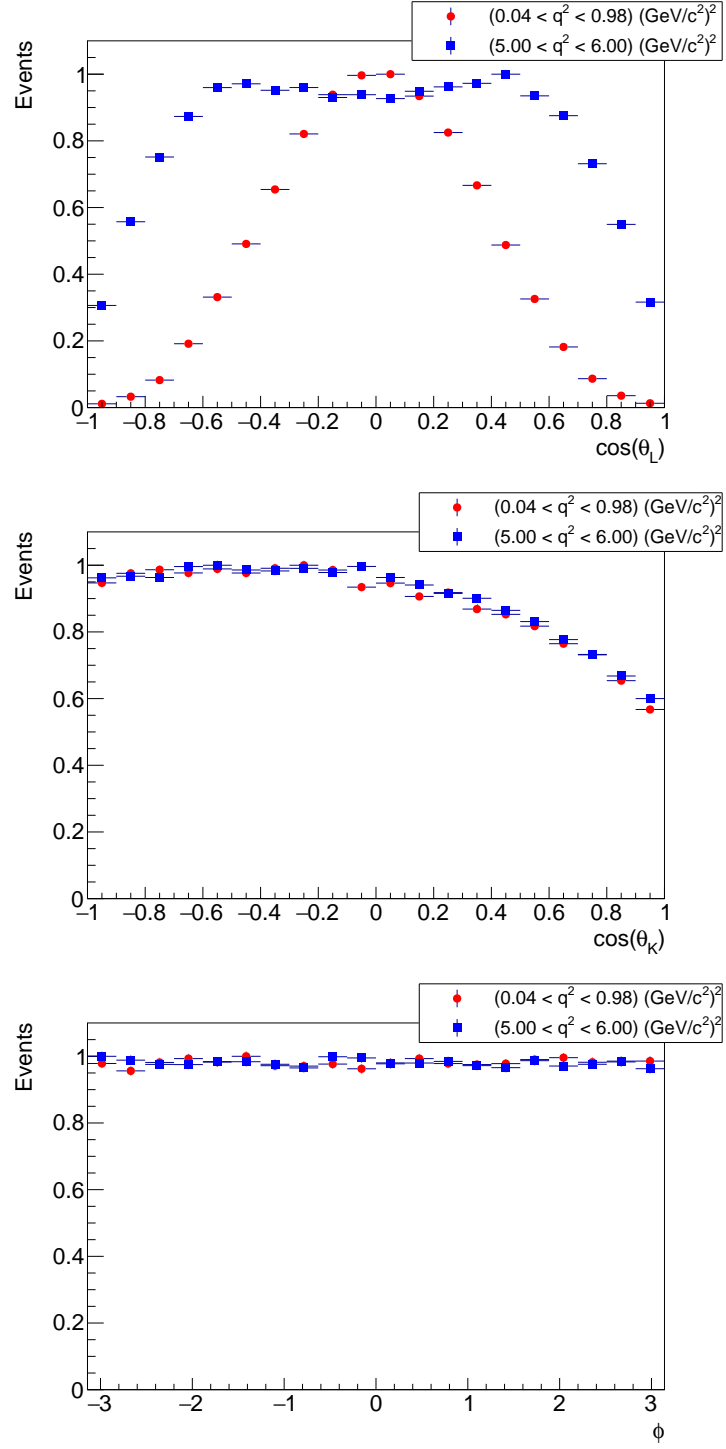 (0.04 < q² < 0.98) (GeV/c²)²
(5.00 < q² < 6.00) (GeV/c²)²
Events
1
0.8
0.6
0.4
0.2
0
−1 −0.8 −0.6 −0.4 −0.2 0 0.2 0.4 0.6 0.8 1
cos(θ_L)
(0.04 < q² < 0.98) (GeV/c²)²
(5.00 < q² < 6.00) (GeV/c²)²
Events
1
0.8
0.6
0.4
0.2
0
−1 −0.8 −0.6 −0.4 −0.2 0 0.2 0.4 0.6 0.8 1
cos(θ_K)
(0.04 < q² < 0.98) (GeV/c²)²
(5.00 < q² < 6.00) (GeV/c²)²
Events
1
0.8
0.6
0.4
0.2
0
−3 −2 −1 0 1 2 3
ϕ